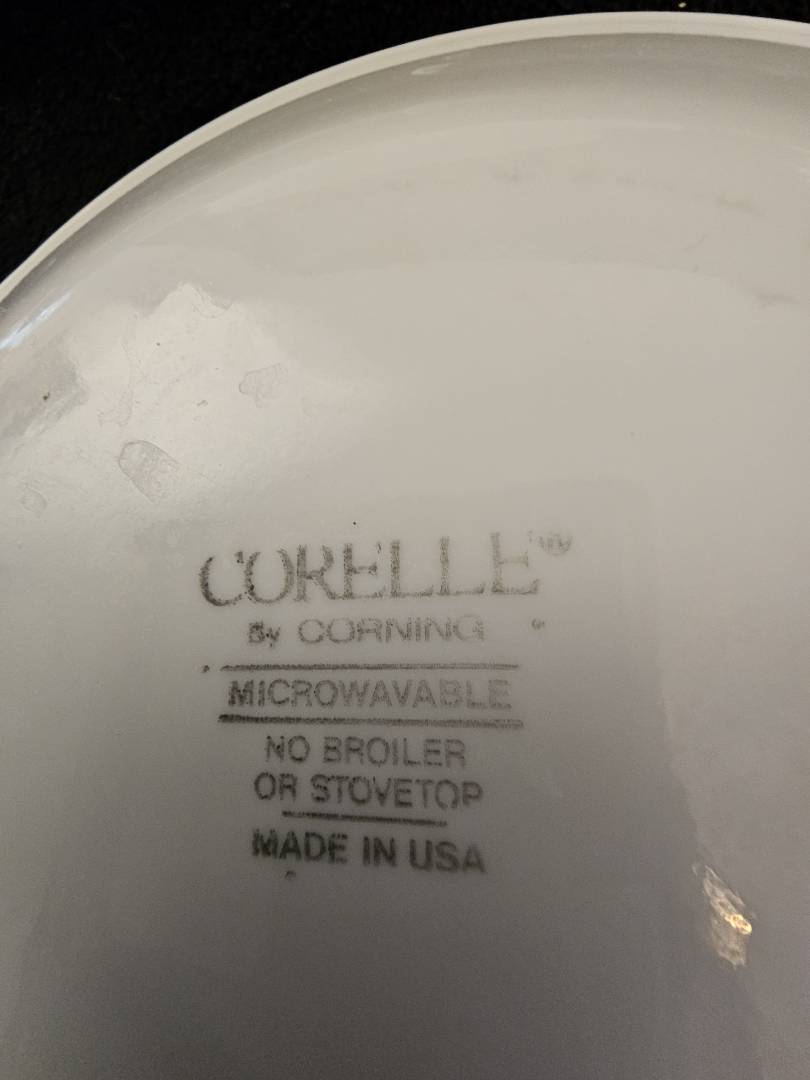 CORELLE®
By CORNING
MICROWAVABLE
NO BROILER
OR STOVETOP
MADE IN USA